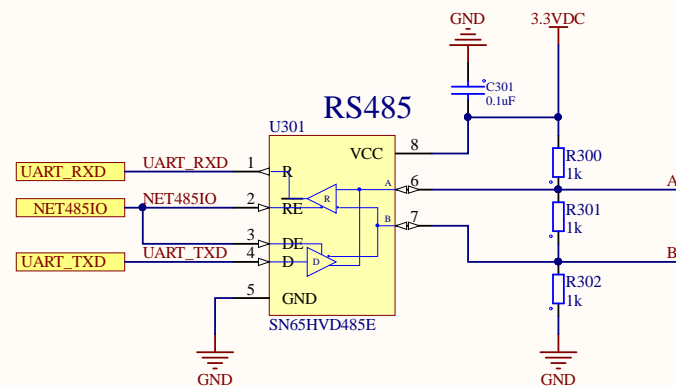 GND
3.3VDC
C301
0.1uF
RS485
U301
VCC
8
UART_RXD
UART_RXD
1
R
R
A
6
A
R300
1k
NET485IO
NET485IO
2
RE
B
7
R301
1k
3
DE
UART_TXD
UART_TXD
4
D
D
B
5
GND
R302
1k
SN65HVD485E
GND
GND